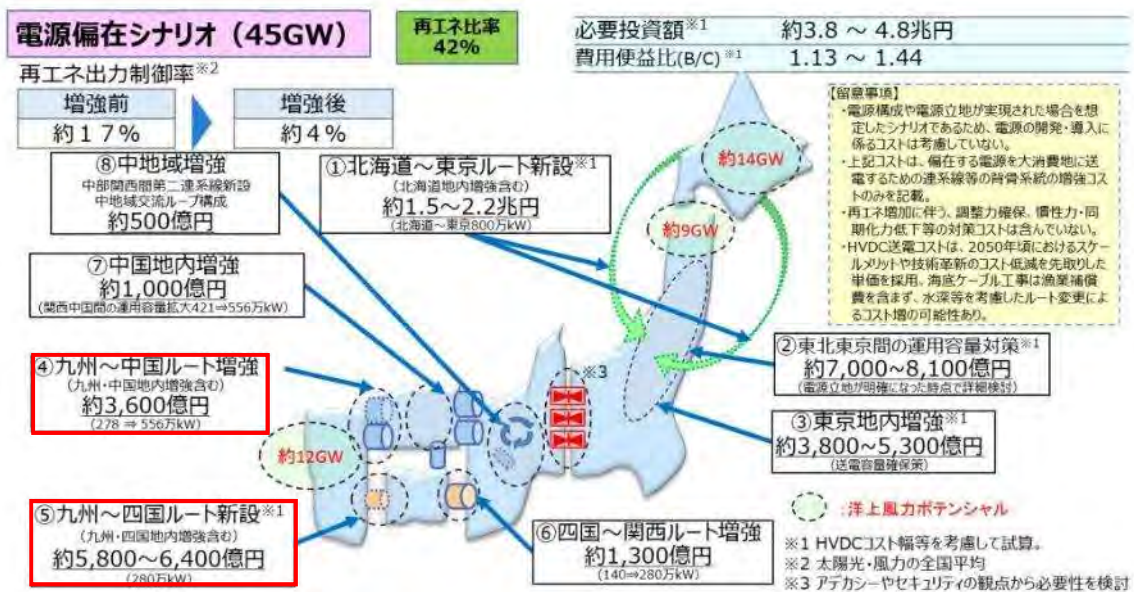 電源偏在シナリオ（45GW）
再エネ比率
42%
必要投資額※1 約3.8 ～ 4.8兆円
費用便益比(B/C) ※1 1.13 ～ 1.44
再エネ出力制御率※2
増強前
約17%
増強後
約4%
【留意事項】
・電源構成や電源立地が実現された場合を想
定したシナリオであるため、電源の開発・導入に
係るコストは考慮していない。
・上記コストは、偏在する電源を大消費地に送
電するための連系線等の背骨系統の増強コス
トのみを記載。
・再エネ増加に伴う、調整力確保、慣性力・同
期化力低下等の対策コストは含んでいない。
・HVDC送電コストは、2050年頃におけるスケー
ルメリットや技術革新のコスト低減を先取りした
単価を採用、海底ケーブル工事は漁業補償
費を含まず、水深等を考慮したルート変更によ
るコスト増の可能性あり。
⑧中地域増強
中部関西間第二連系線新設
中地域交流ループ構成
約500億円
①北海道～東京ルート新設※1
(北海道地内増強含む)
約1.5～2.2兆円
(北海道～東京800万kW)
約14GW
約9GW
⑦中国地内増強
約1,000億円
(関西中国間の運用容量拡大421⇒556万kW)
②東北東京間の運用容量対策※1
約7,000～8,100億円
(電源立地が明確になった時点で詳細検討)
④九州～中国ルート増強
(九州・中国地内増強含む)
約3,600億円
(278 ⇒ 556万kW)
※3
③東京地内増強※1
約3,800～5,300億円
(送電容量確保策)
約12GW
⑤九州～四国ルート新設※1
(九州・四国地内増強含む)
約5,800～6,400億円
(280万kW)
⑥四国～関西ルート増強
約1,300億円
(140⇒280万kW)
:洋上風力ポテンシャル
※1 HVDCコスト幅等を考慮して試算。
※2 太陽光・風力の全国平均
※3 アデカシーやセキュリティの観点から必要性を検討